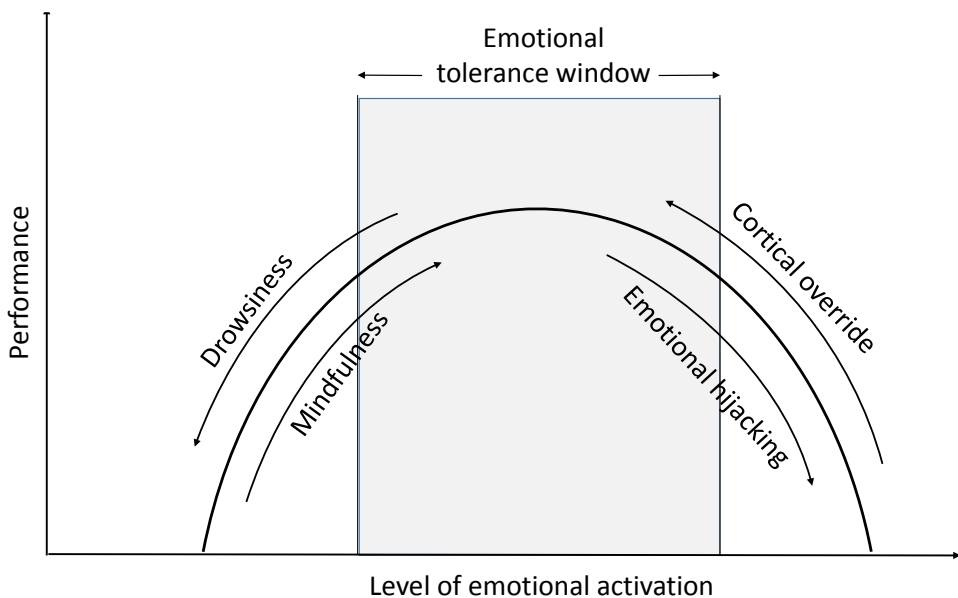 Emotional
tolerance window
Performance
Drowsiness
Mindfulness
Cortical override
Emotional hijacking
Level of emotional activation